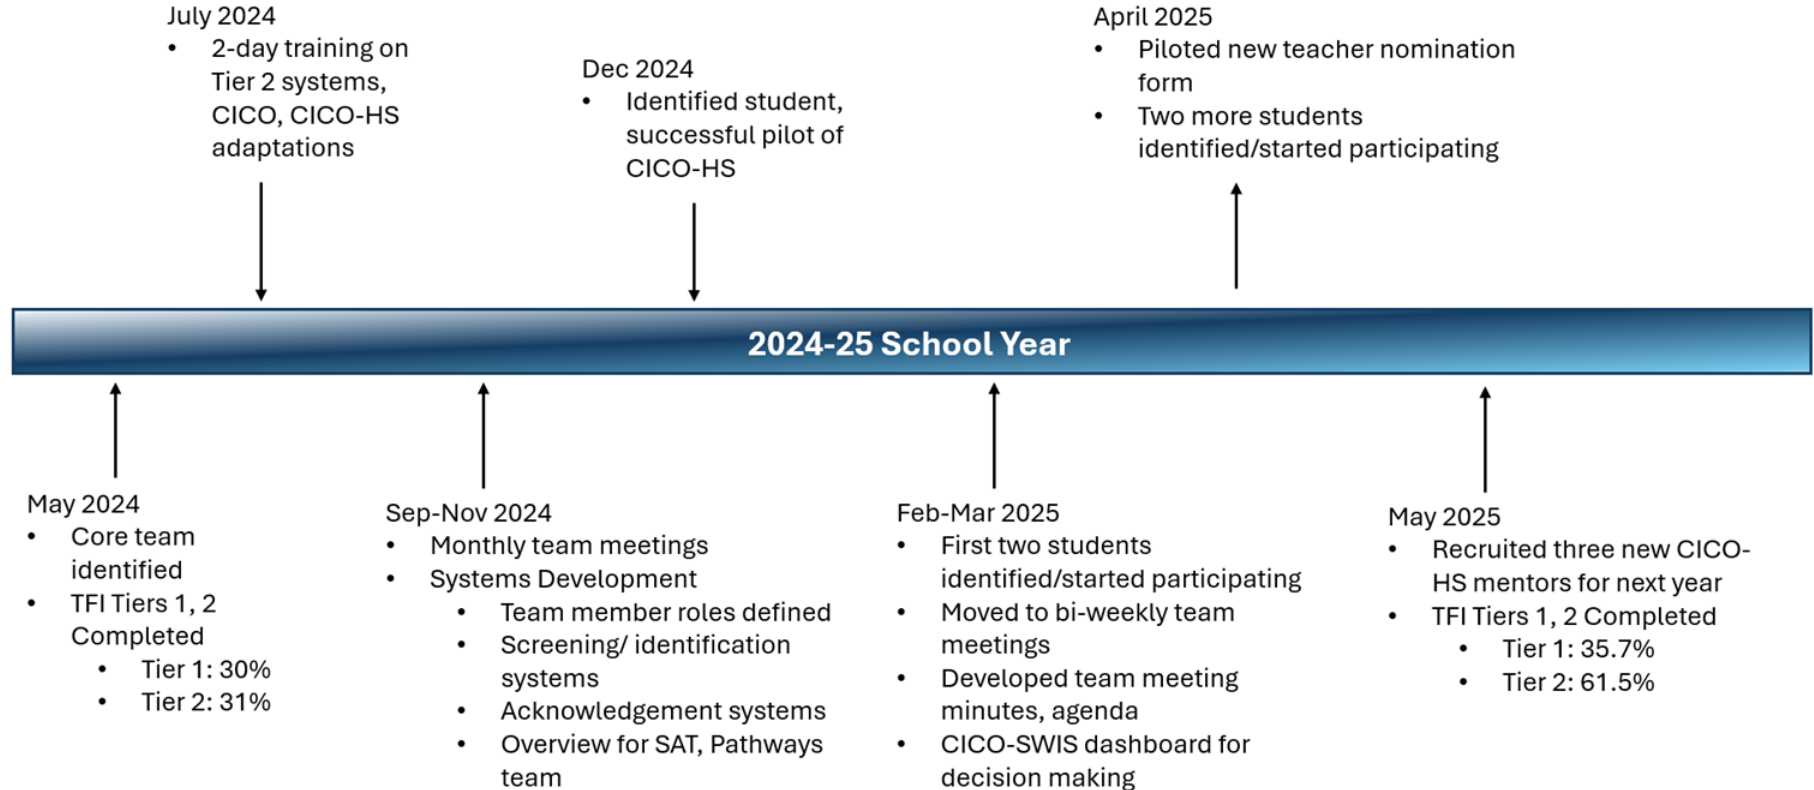 July 2024
• 2-day training on
Tier 2 systems,
CICO, CICO-HS
adaptations
Dec 2024
• Identified student,
successful pilot of
CICO-HS
April 2025
• Piloted new teacher nomination
form
• Two more students
identified/started participating
2024-25 School Year
May 2024
• Core team
identified
• TFI Tiers 1, 2
Completed
• Tier 1: 30%
• Tier 2: 31%
Sep-Nov 2024
• Monthly team meetings
• Systems Development
• Team member roles defined
• Screening/ identification
systems
• Acknowledgement systems
• Overview for SAT, Pathways
team
Feb-Mar 2025
• First two students
identified/started participating
• Moved to bi-weekly team
meetings
• Developed team meeting
minutes, agenda
• CICO-SWIS dashboard for
decision making
May 2025
• Recruited three new CICO-
HS mentors for next year
• TFI Tiers 1, 2 Completed
• Tier 1: 35.7%
• Tier 2: 61.5%